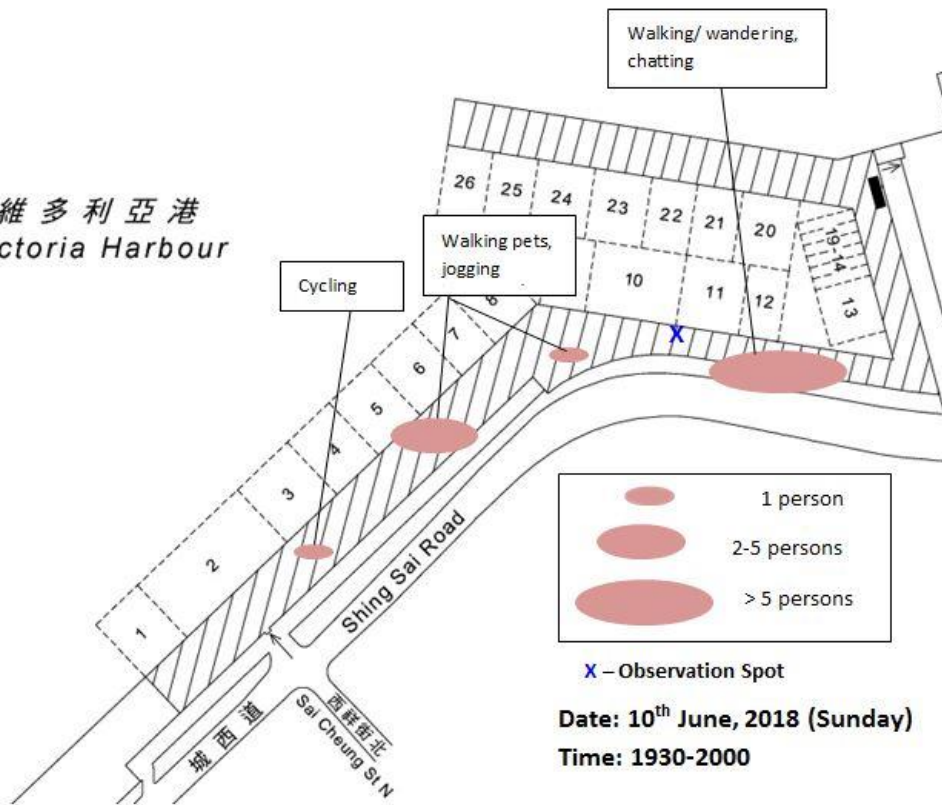 Walking/ wandering,
chatting
維多利亞港
ctoria Harbour
Walking pets,
jogging
Cycling
26
25
24
23
22
21
20
19-14
13
12
11
10
8
7
6
5
4
3
2
1
Shing Sai Road
城西道
西祥街北
Sai Cheung St N
1 person
2-5 persons
> 5 persons
X – Observation Spot
Date: 10th June, 2018 (Sunday)
Time: 1930-2000